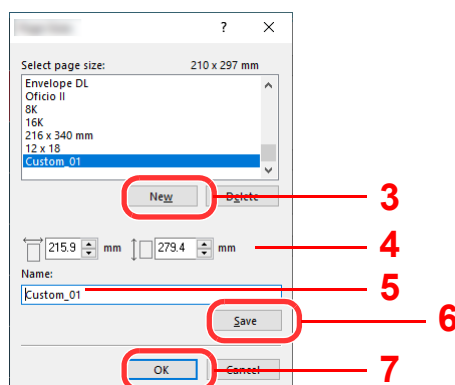 ? ×
Select page size: 210 x 297 mm
Envelope DL
Oficio II
8K
16K
216 x 340 mm
12 x 18
Custom_01
New Delete 3
215.9 mm 279.4 mm 4
Name:
Custom_01 5
Save 6
OK Cancel 7